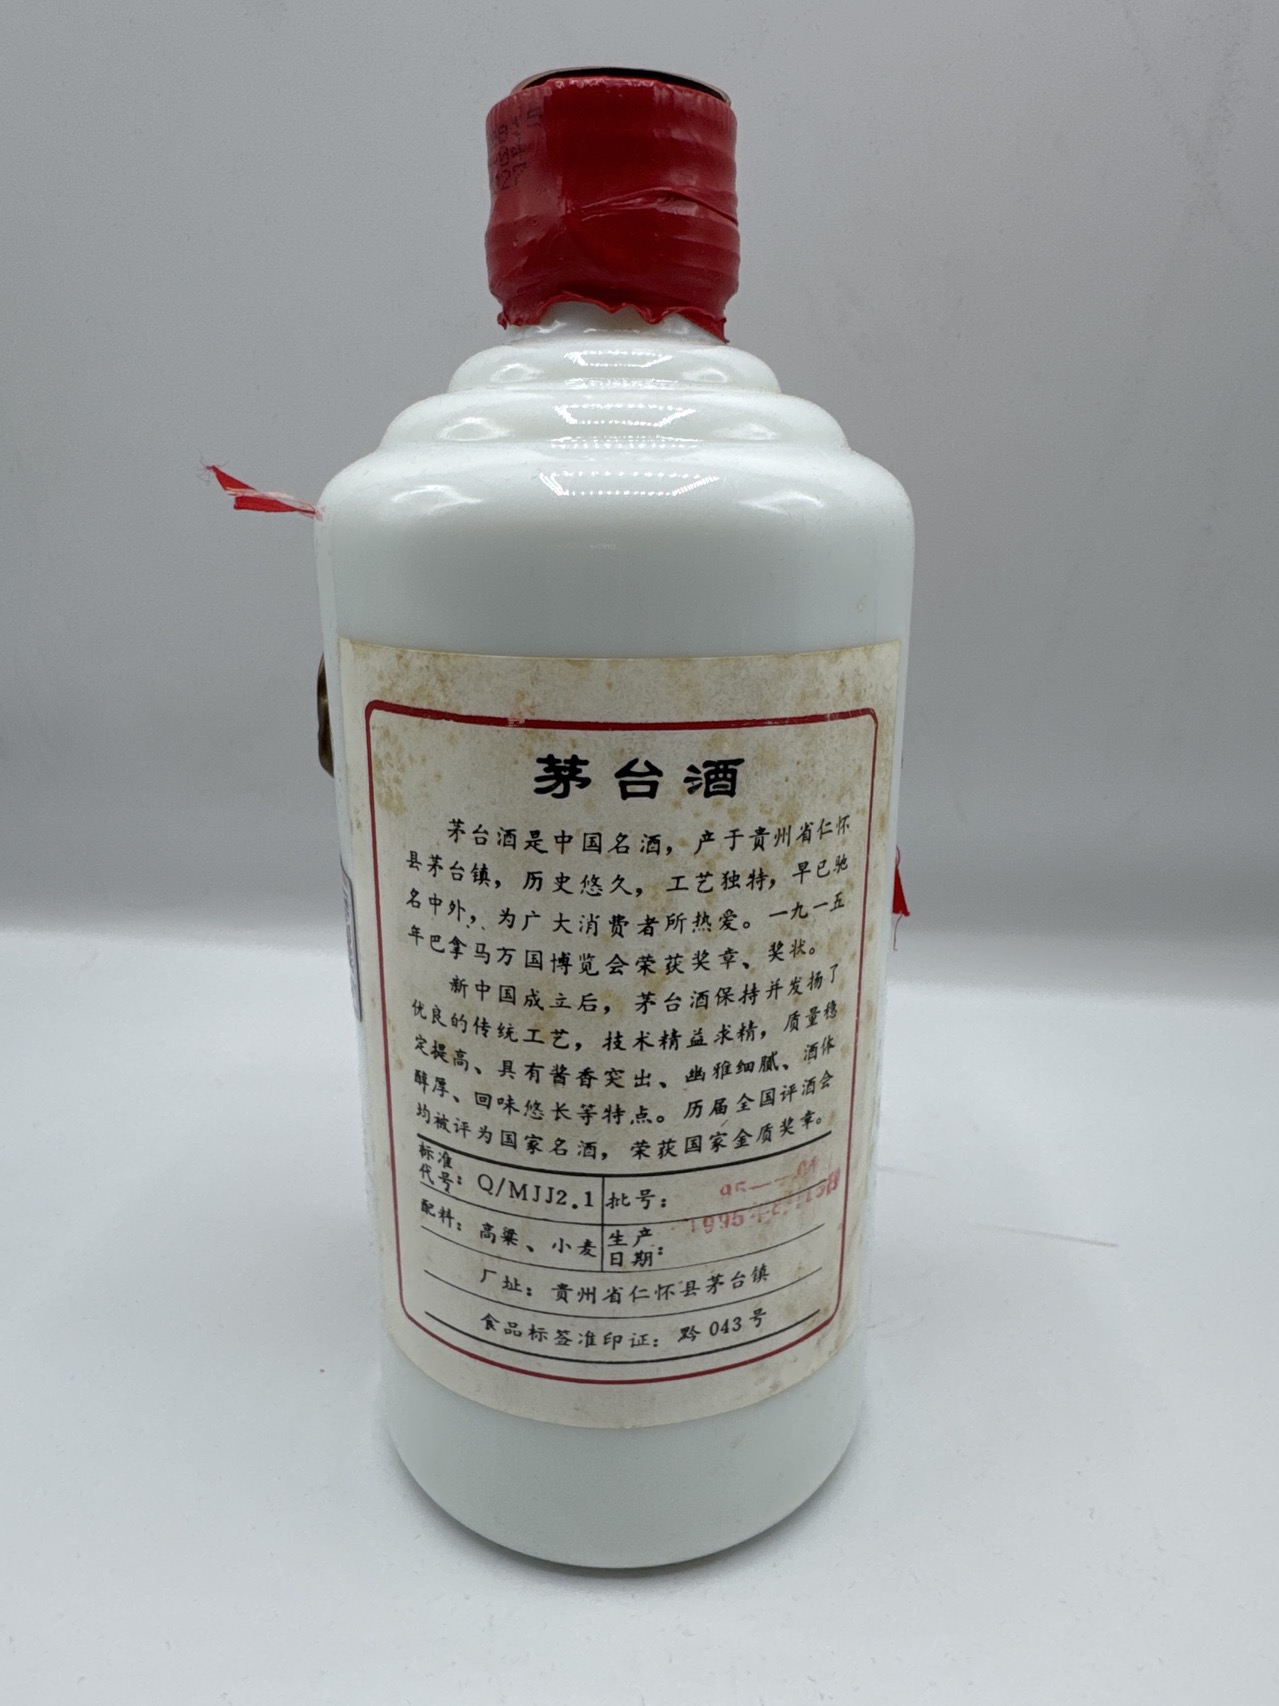 茅台酒
茅台酒是中国名酒，产于贵州省仁怀
县茅台镇，历史悠久，工艺独特，早已驰
名中外，为广大消费者所热爱。一九一五
年巴拿马万国博览会荣获奖章、奖状。
新中国成立后，茅台酒保持并发扬了
优良的传统工艺，技术精益求精，质量稳
定提高、具有酱香突出、幽雅细腻、酒体
醇厚、回味悠长等特点。历届全国评酒会
均被评为国家名酒，荣获国家金质奖章。
标准代号：Q/MJJ2.1 批号：95—
配料：高粱、小麦 生产日期：1995
厂址：贵州省仁怀县茅台镇
食品标签准印证：黔043号